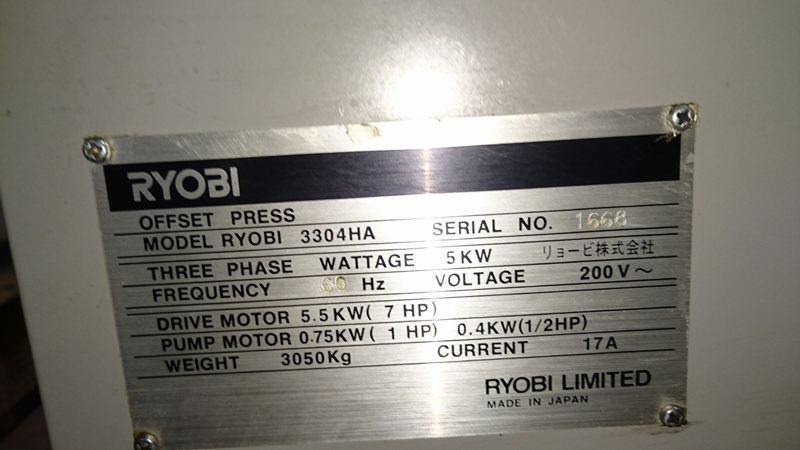 RYOBI
OFFSET PRESS
MODEL RYOBI 3304HA SERIAL NO. 1668
THREE PHASE WATTAGE 5KW リョービ株式会社
FREQUENCY 60 Hz VOLTAGE 200V～
DRIVE MOTOR 5.5KW( 7 HP)
PUMP MOTOR 0.75KW( 1 HP) 0.4KW(1/2HP)
WEIGHT 3050Kg CURRENT 17A
RYOBI LIMITED
MADE IN JAPAN